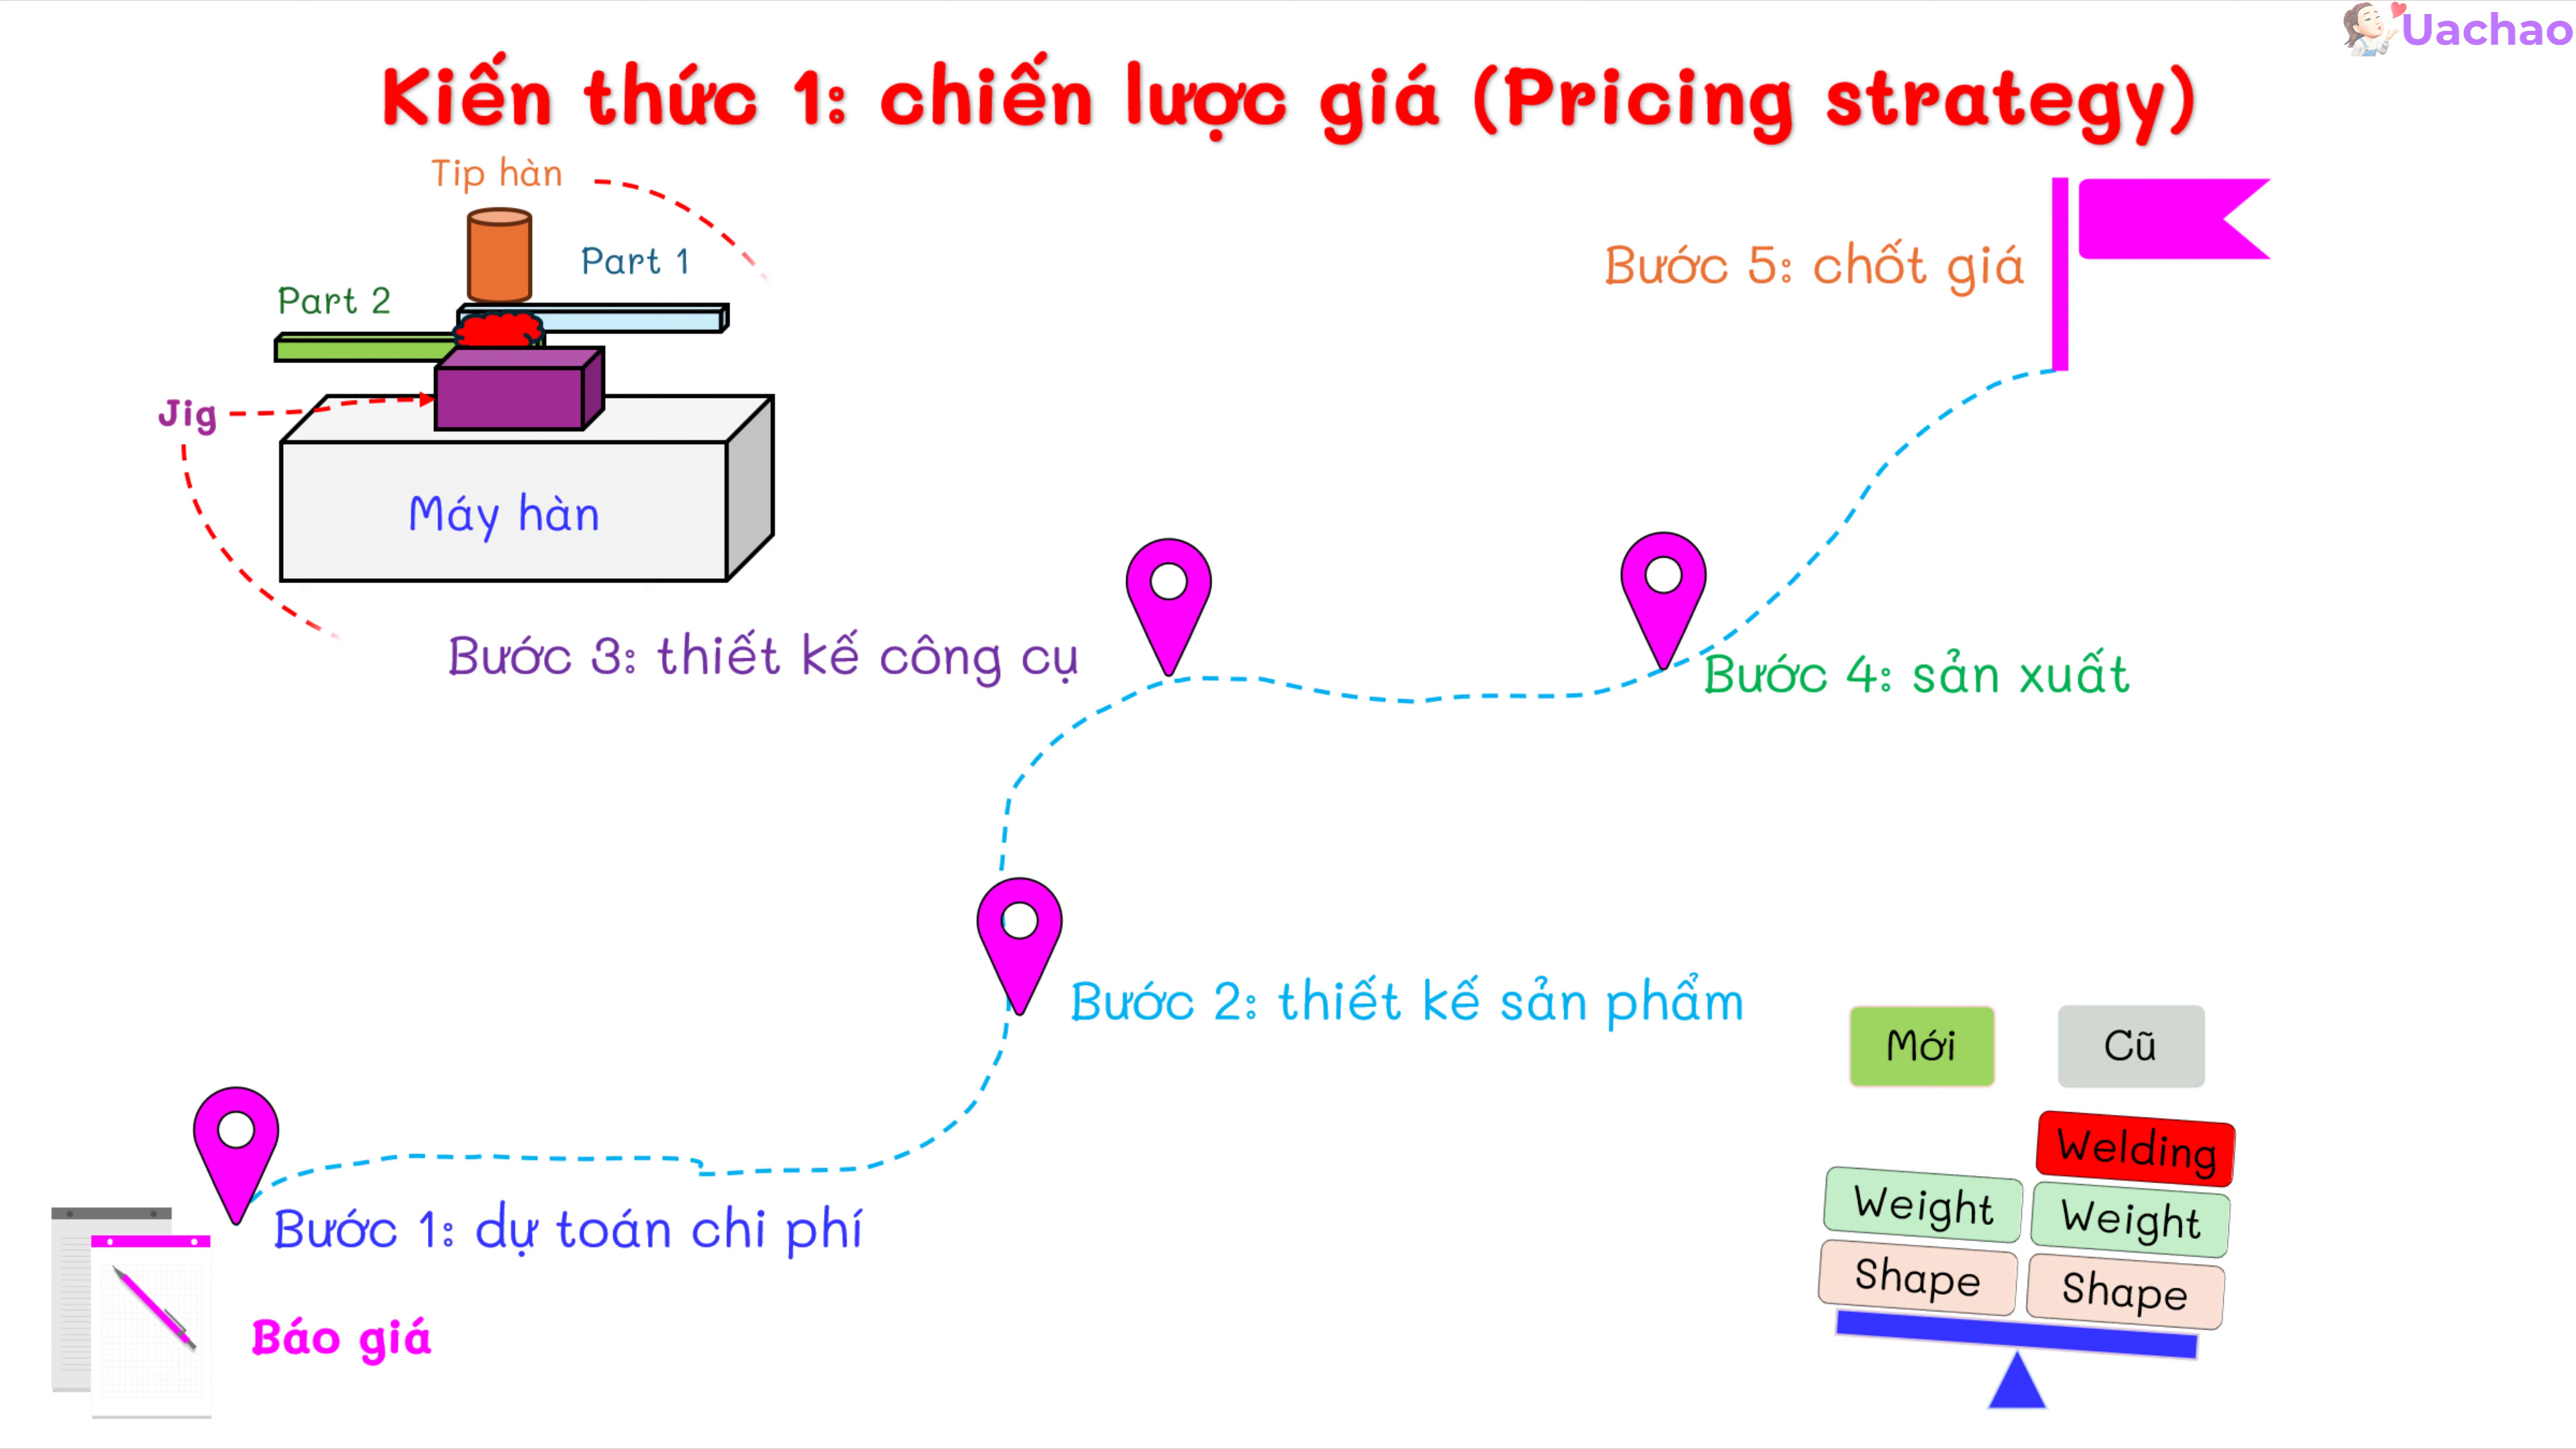 Uachao
Kiến thức 1: chiến lược giá (Pricing strategy)
Tip hàn
Part 1
Part 2
Jig
Máy hàn
Bước 5: chốt giá
Bước 3: thiết kế công cụ
Bước 4: sản xuất
Bước 2: thiết kế sản phẩm
Mới
Cũ
Welding
Weight
Weight
Shape
Shape
Bước 1: dự toán chi phí
Báo giá